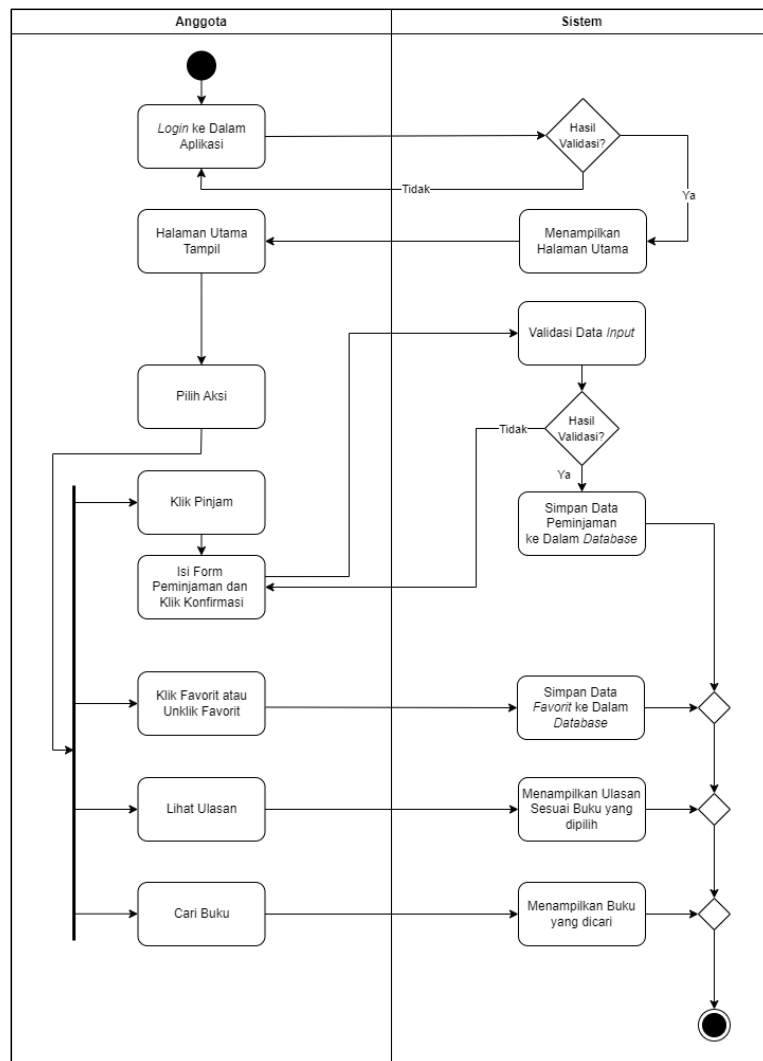 Anggota
Sistem
Login ke Dalam
Aplikasi
Hasil
Validasi?
Tidak
Ya
Halaman Utama
Tampil
Menampilkan
Halaman Utama
Validasi Data Input
Pilih Aksi
Hasil
Validasi?
Tidak
Ya
Klik Pinjam
Simpan Data
Peminjaman
ke Dalam Database
Isi Form
Peminjaman dan
Klik Konfirmasi
Klik Favorit atau
Unklik Favorit
Simpan Data
Favorit ke Dalam
Database
Lihat Ulasan
Menampilkan Ulasan
Sesuai Buku yang
dipilih
Cari Buku
Menampilkan Buku
yang dicari